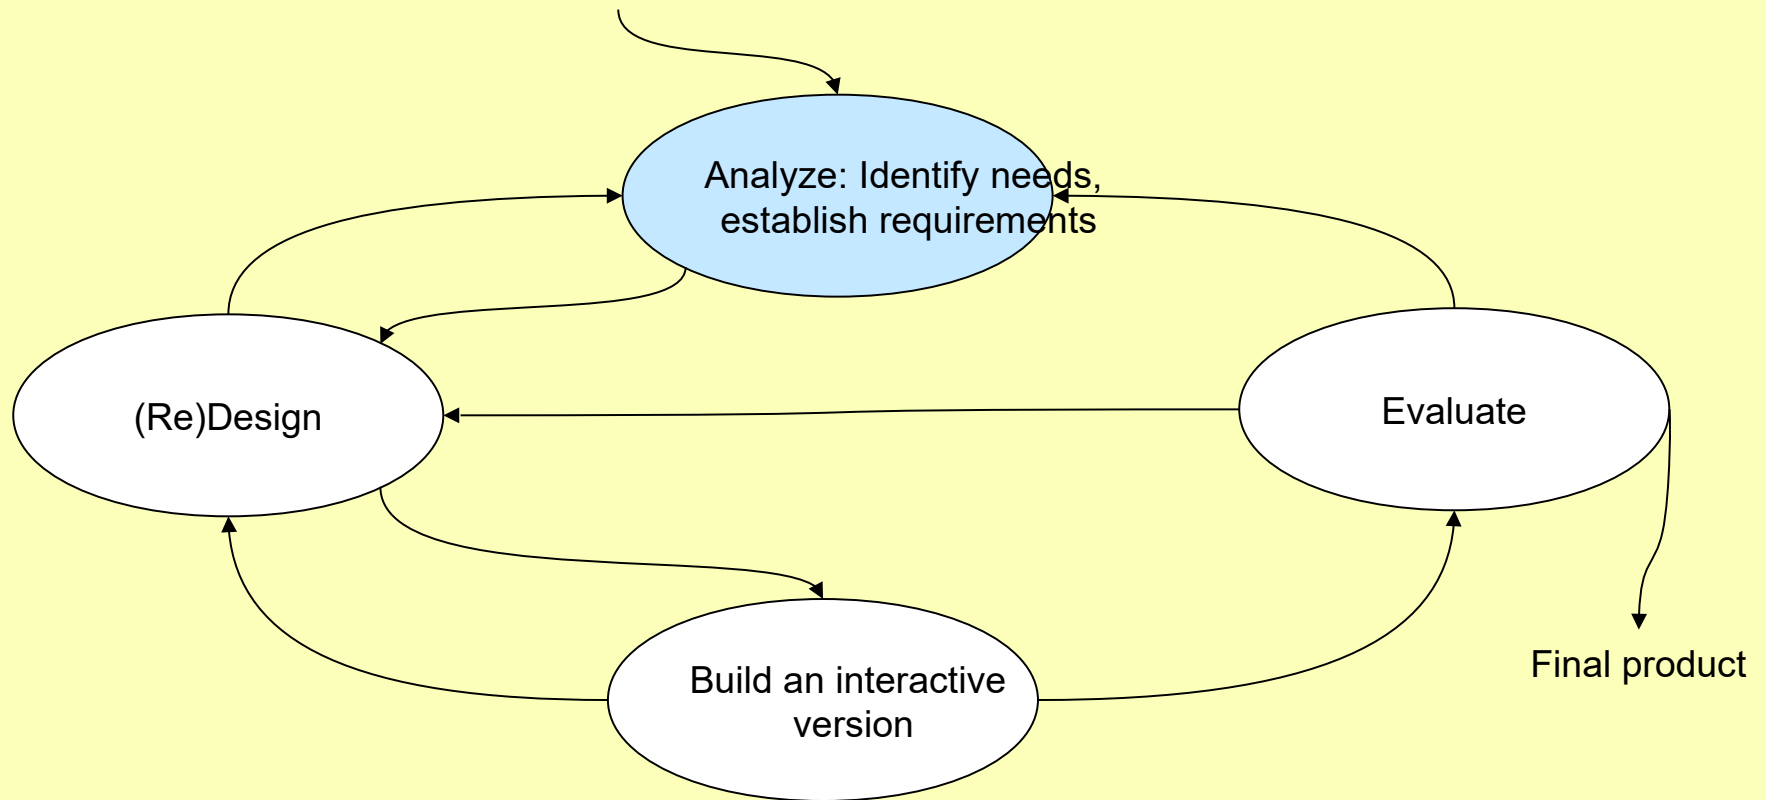 Analyze: Identify needs,
establish requirements
(Re)Design
Evaluate
Build an interactive
version
Final product